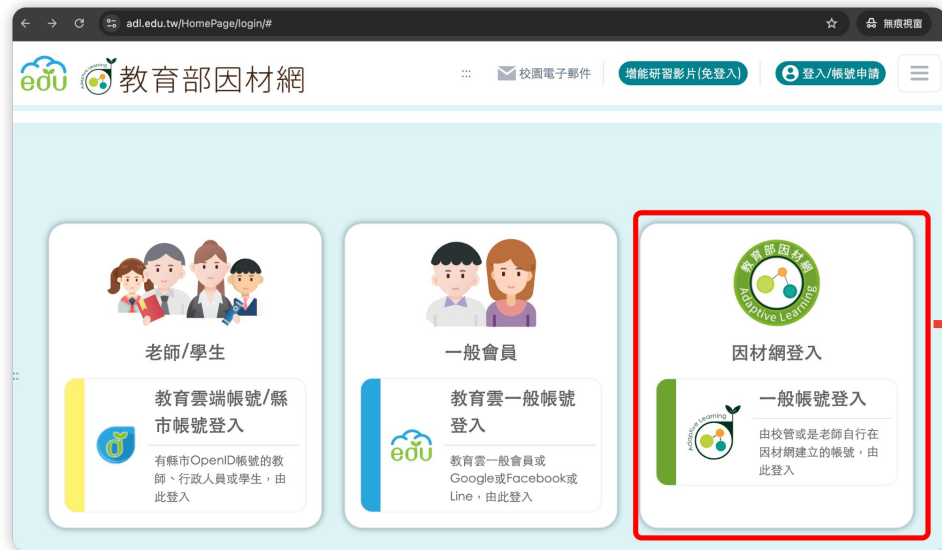 adl.edu.tw/HomePage/login/#
無痕視窗
edu
Adaptive Learning
教育部因材網
:::
校園電子郵件
增能研習影片(免登入)
登入/帳號申請
::
老師/學生
教育雲端帳號/縣
市帳號登入
有縣市OpenID帳號的教
師、行政人員或學生，由
此登入
一般會員
edu
教育雲一般帳號
登入
教育雲一般會員或
Google或Facebook或
Line，由此登入
教育部因材網
Adaptive Learning
因材網登入
Adaptive Learning
一般帳號登入
由校管或是老師自行在
因材網建立的帳號，由
此登入